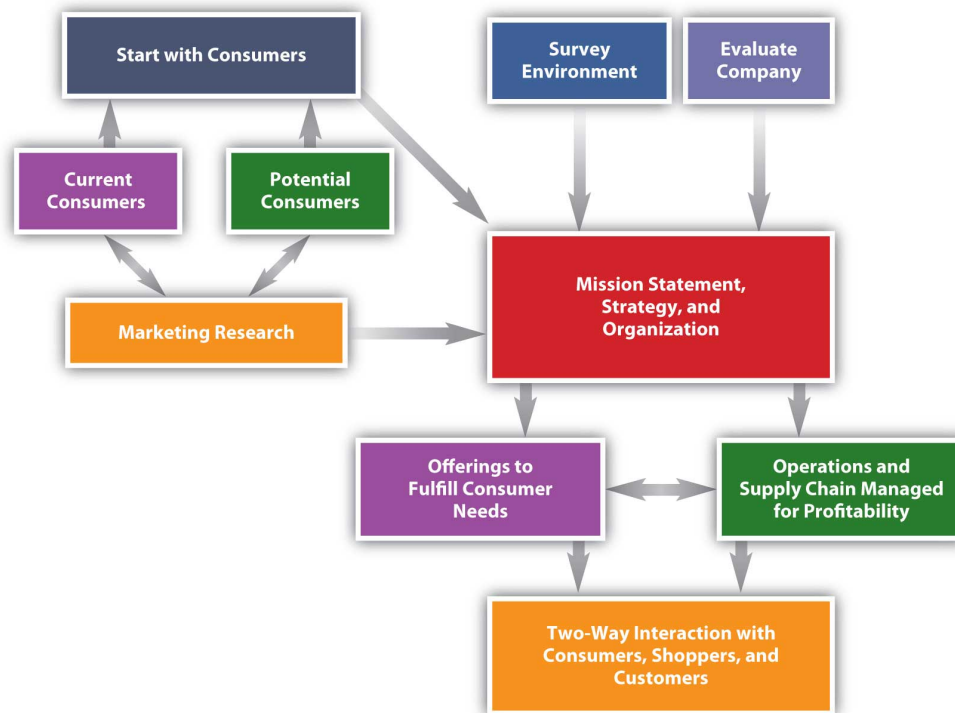 Start with Consumers
Survey
Environment
Evaluate
Company
Current
Consumers
Potential
Consumers
Marketing Research
Mission Statement,
Strategy, and
Organization
Offerings to
Fulfill Consumer
Needs
Operations and
Supply Chain Managed
for Profitability
Two-Way Interaction with
Consumers, Shoppers, and
Customers